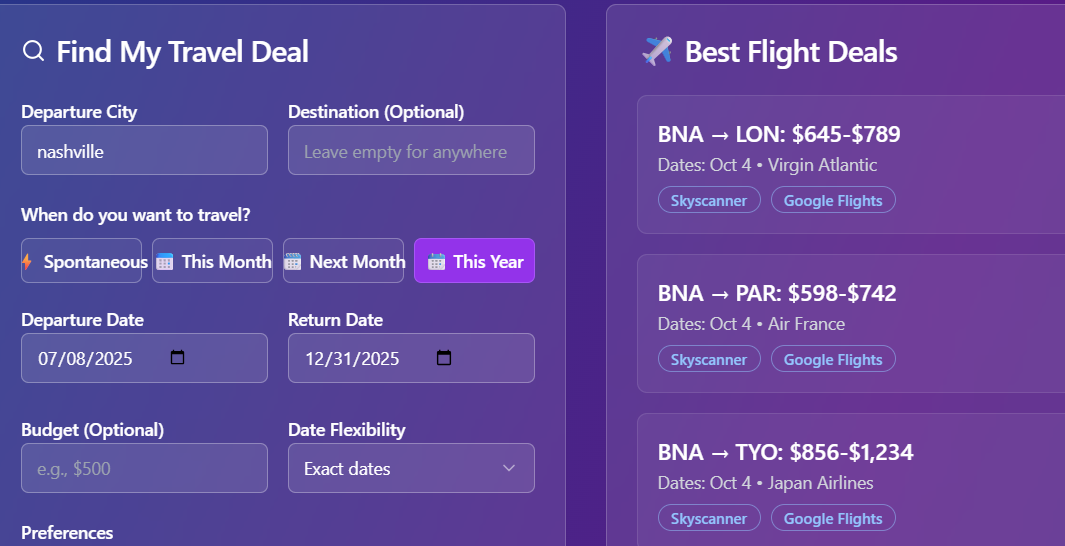 Find My Travel Deal
Departure City
Destination (Optional)
nashville
Leave empty for anywhere
When do you want to travel?
Spontaneous
This Month
Next Month
This Year
Departure Date
Return Date
07/08/2025
12/31/2025
Budget (Optional)
Date Flexibility
e.g., $500
Exact dates
Preferences
Best Flight Deals
BNA → LON: $645-$789
Dates: Oct 4 • Virgin Atlantic
Skyscanner
Google Flights
BNA → PAR: $598-$742
Dates: Oct 4 • Air France
Skyscanner
Google Flights
BNA → TYO: $856-$1,234
Dates: Oct 4 • Japan Airlines
Skyscanner
Google Flights